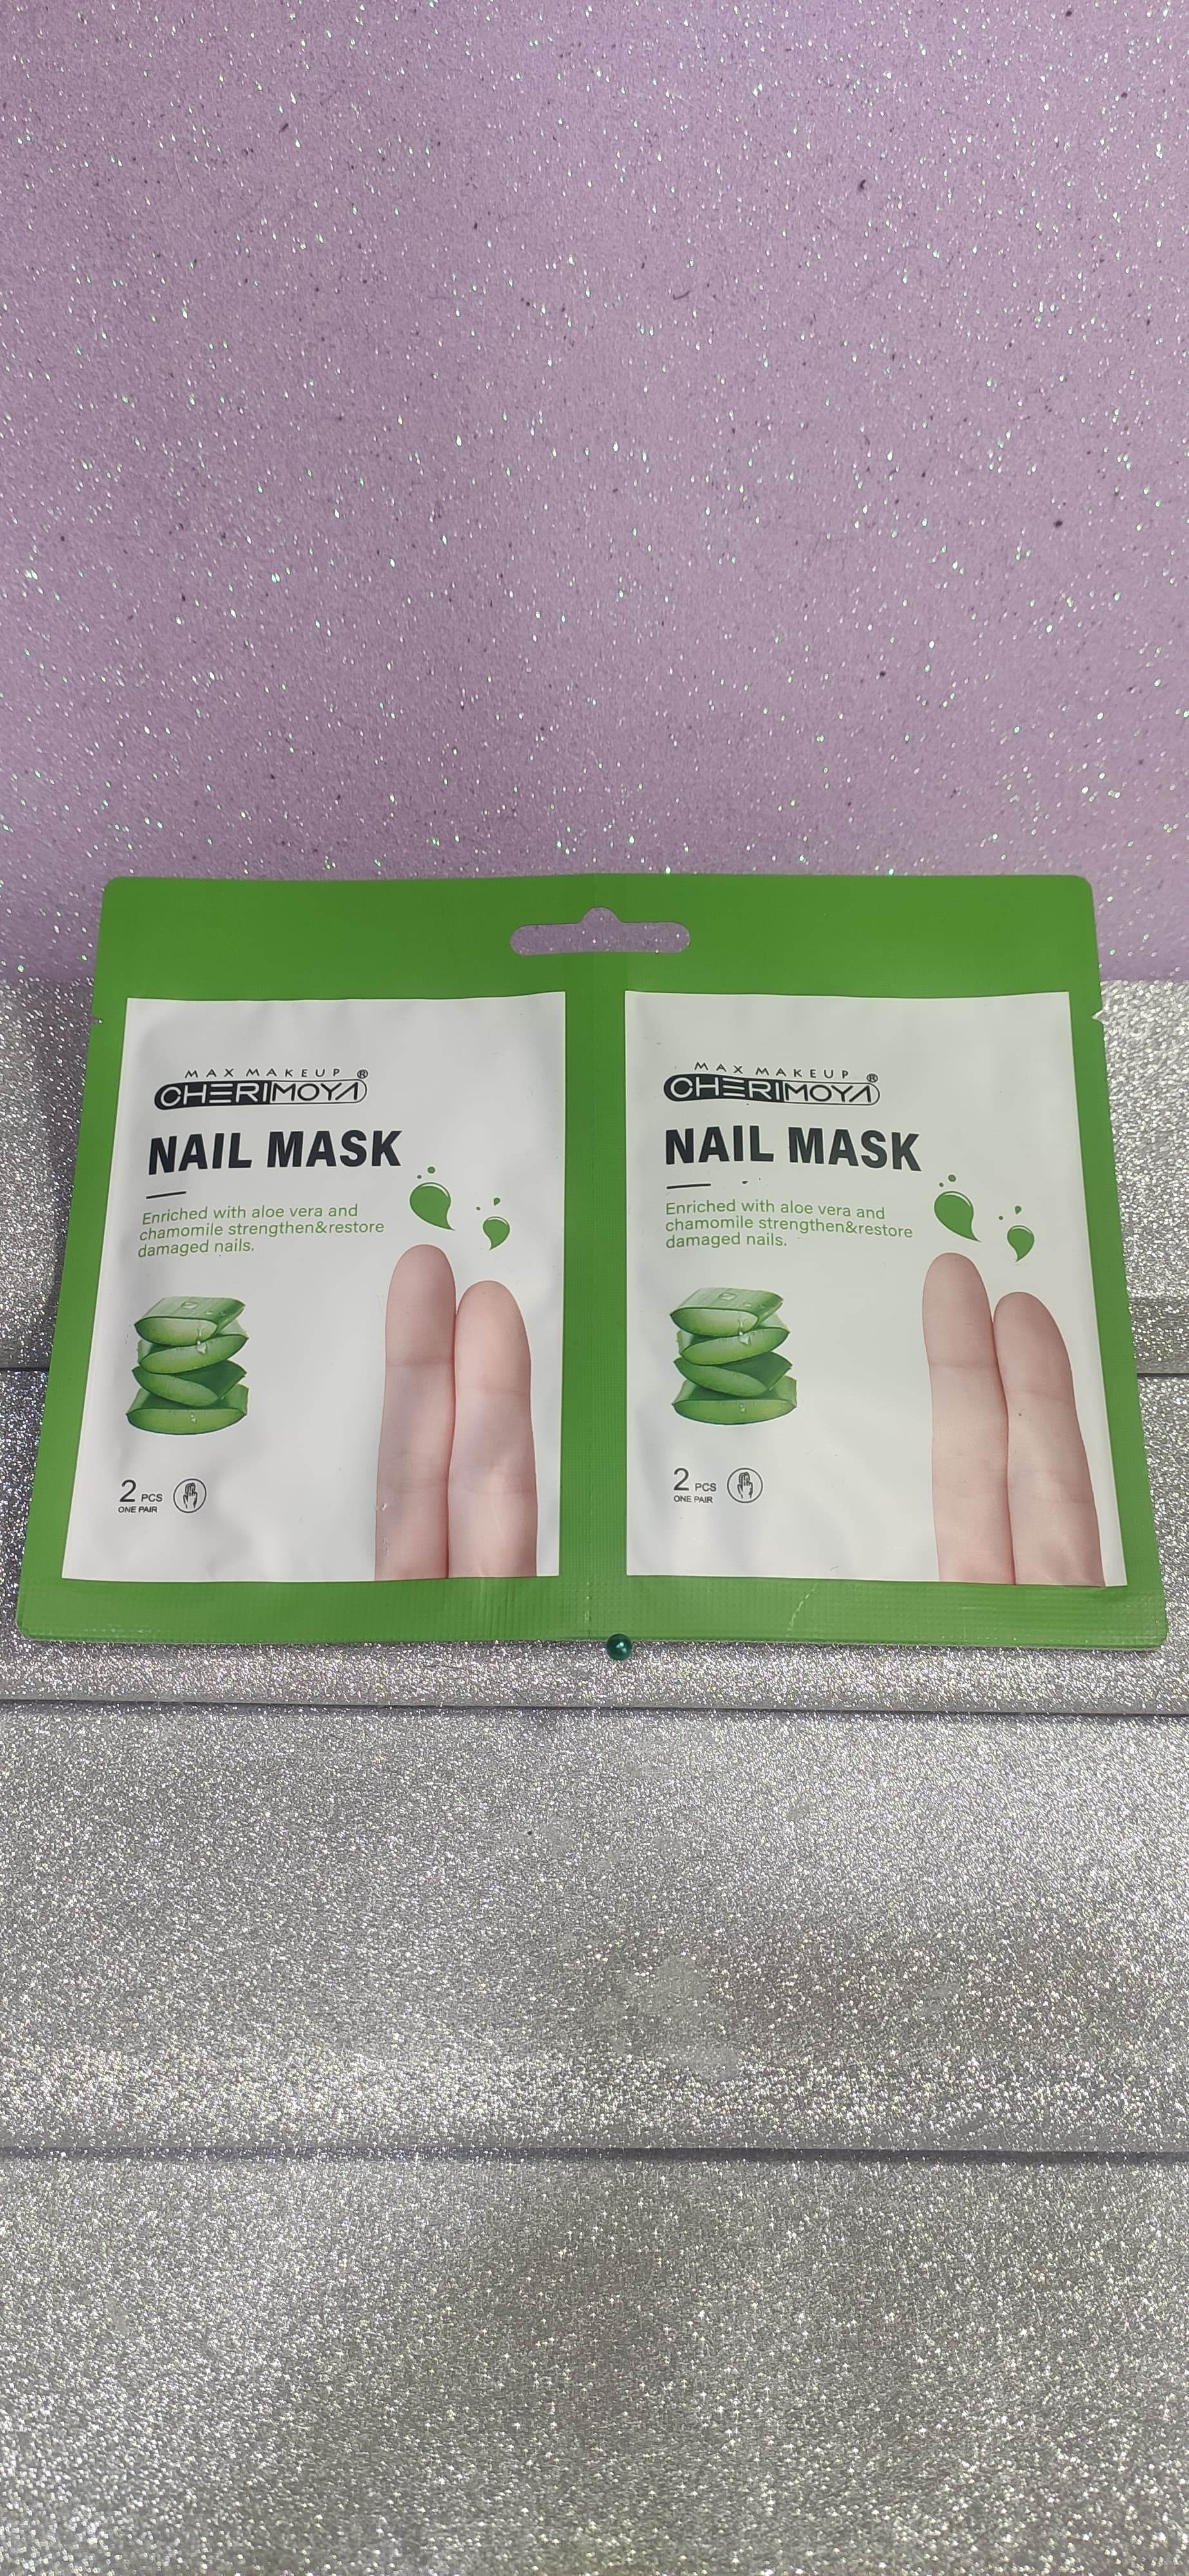 MAX MAKEUP
CHERIMOYA®
NAIL MASK
Enriched with aloe vera and
chamomile strengthen&restore
damaged nails.
2 PCS
ONE PAIR
MAX MAKEUP
CHERIMOYA®
NAIL MASK
Enriched with aloe vera and
chamomile strengthen&restore
damaged nails.
2 PCS
ONE PAIR